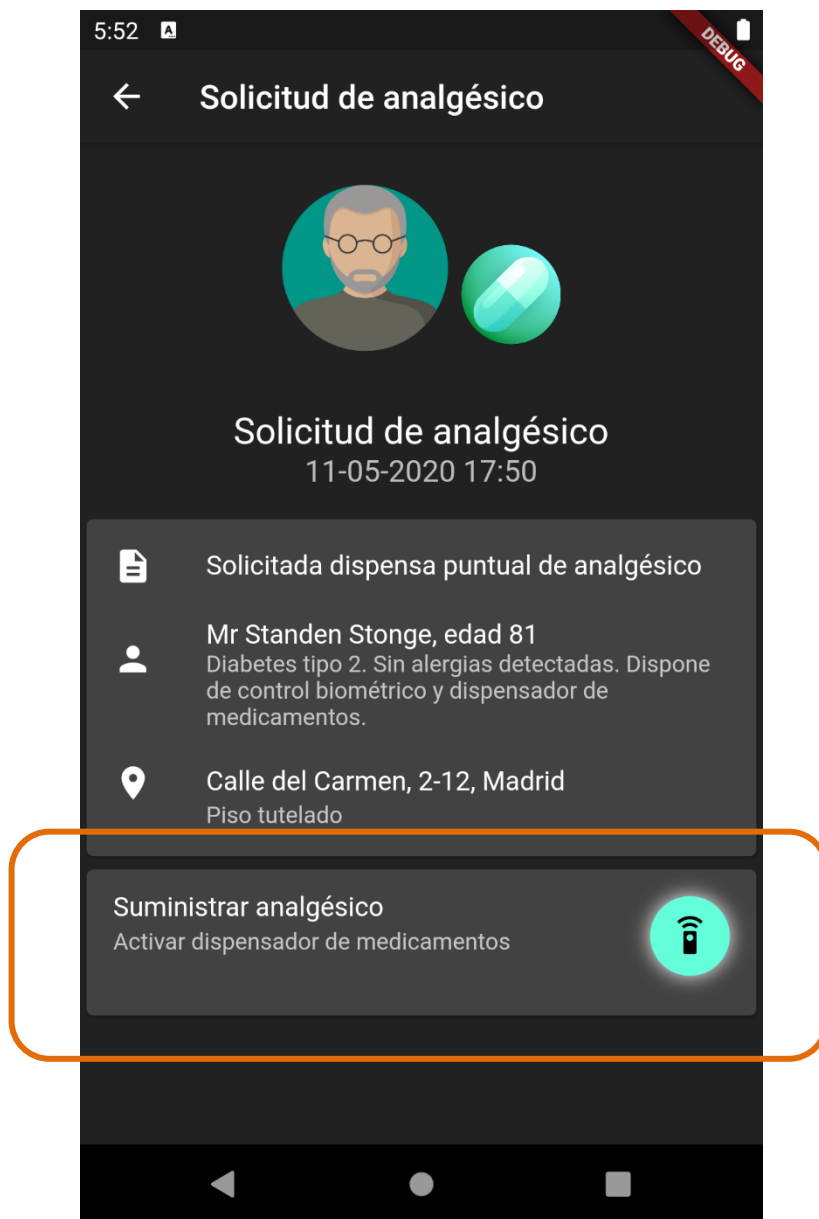 5:52 A
DEBUG
Solicitud de analgésico
Solicitud de analgésico
11-05-2020 17:50
Solicitada dispensa puntual de analgésico
Mr Standen Stonge, edad 81
Diabetes tipo 2. Sin alergias detectadas. Dispone
de control biométrico y dispensador de
medicamentos.
Calle del Carmen, 2-12, Madrid
Piso tutelado
Suministrar analgésico
Activar dispensador de medicamentos